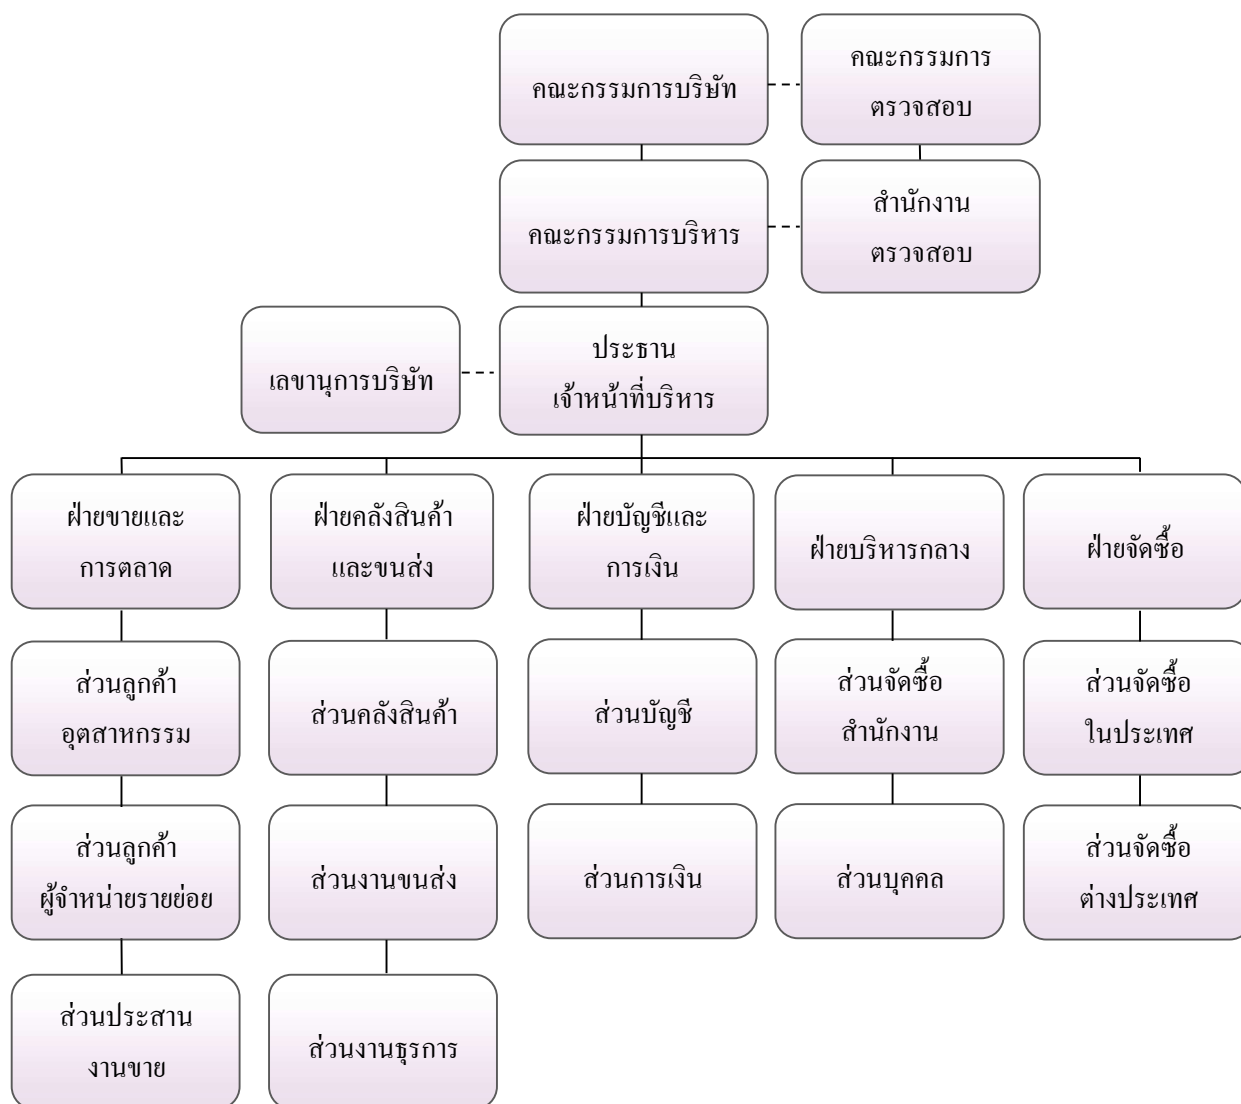 คณะกรรมการบริษัท
คณะกรรมการ
ตรวจสอบ
คณะกรรมการบริหาร
สำนักงาน
ตรวจสอบ
เลขานุการบริษัท
ประธาน
เจ้าหน้าที่บริหาร
ฝ่ายขายและ
การตลาด
ฝ่ายคลังสินค้า
และขนส่ง
ฝ่ายบัญชีและ
การเงิน
ฝ่ายบริหารกลาง
ฝ่ายจัดซื้อ
ส่วนลูกค้า
อุตสาหกรรม
ส่วนคลังสินค้า
ส่วนบัญชี
ส่วนจัดซื้อ
สำนักงาน
ส่วนจัดซื้อ
ในประเทศ
ส่วนลูกค้า
ผู้จำหน่ายรายย่อย
ส่วนงานขนส่ง
ส่วนการเงิน
ส่วนบุคคล
ส่วนจัดซื้อ
ต่างประเทศ
ส่วนประสาน
งานขาย
ส่วนงานธุรการ